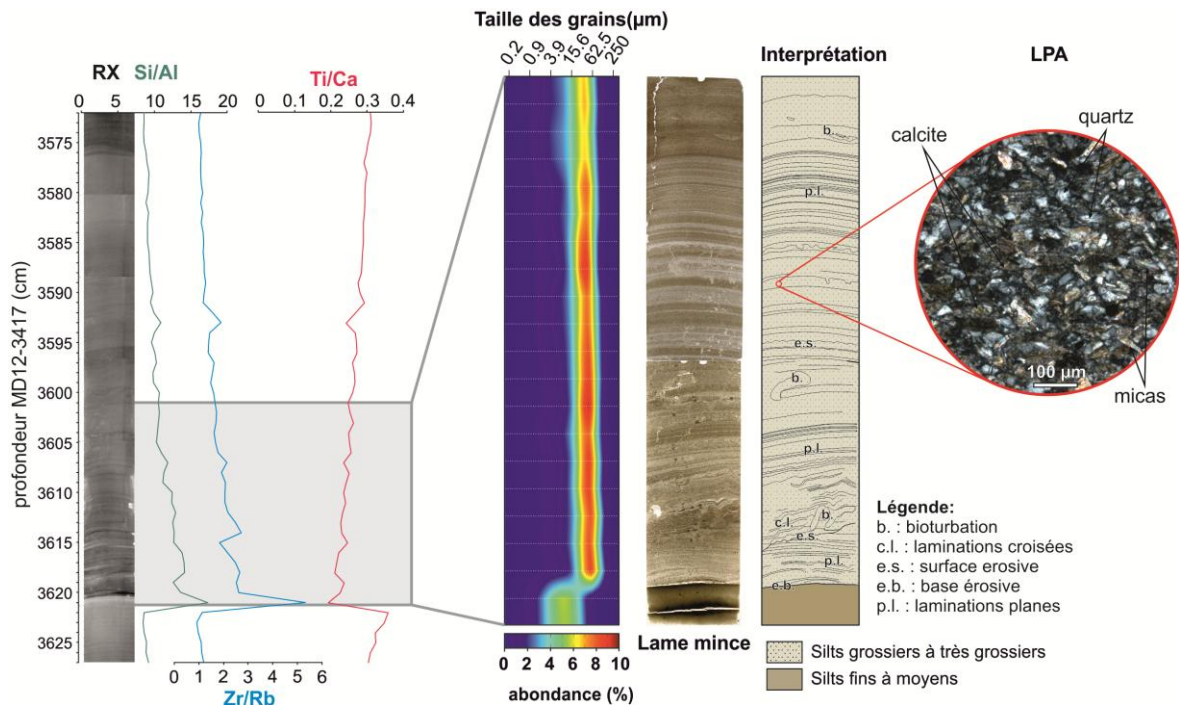 Taille des grains(µm)
0.2 0.9 3.9 15.6 62.5 250
RX Si/Al Ti/Ca Interprétation LPA
0 5 10 15 20 0 0.1 0.2 0.3 0.4
profondeur MD12-3417 (cm)
3575
3580
3585
3590
3595
3600
3605
3610
3615
3620
3625
0 1 2 3 4 5 6
Zr/Rb
0 2 4 6 8 10
abondance (%)
Lame mince
b.
p.l.
e.s.
b.
p.l.
c.l.
b.
e.s.
p.l.
e.b.
calcite
quartz
100 µm
micas
Légende:
b. : bioturbation
c.l. : laminations croisées
e.s. : surface erosive
e.b. : base érosive
p.l. : laminations planes
Silts grossiers à très grossiers
Silts fins à moyens